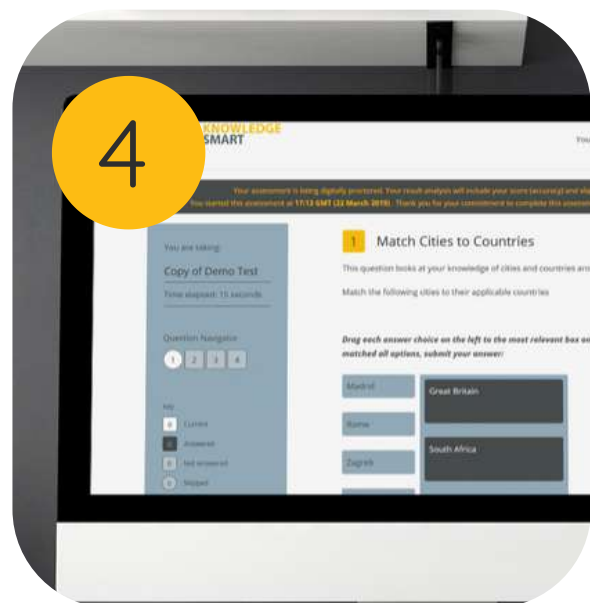 4
KNOWLEDGE
SMART
You
Your assessment is being digitally proctored. Your result analysis will include your score (accuracy) and ela
You started this assessment at 17:13 GMT (22 March 2019). Thank you for your commitment to complete this assessm
You are taking:
Copy of Demo Test
Time elapsed: 15 seconds
Question Navigator
1 2 3 4
1 Match Cities to Countries
This question looks at your knowledge of cities and countries aro
Match the following cities to their applicable countries
Drag each answer choice on the left to the most relevant box on
matched all options, submit your answer:
Madrid
Rome
Zagreb
Great Britain
South Africa
Key
Current
Answered
Not answered
Skipped